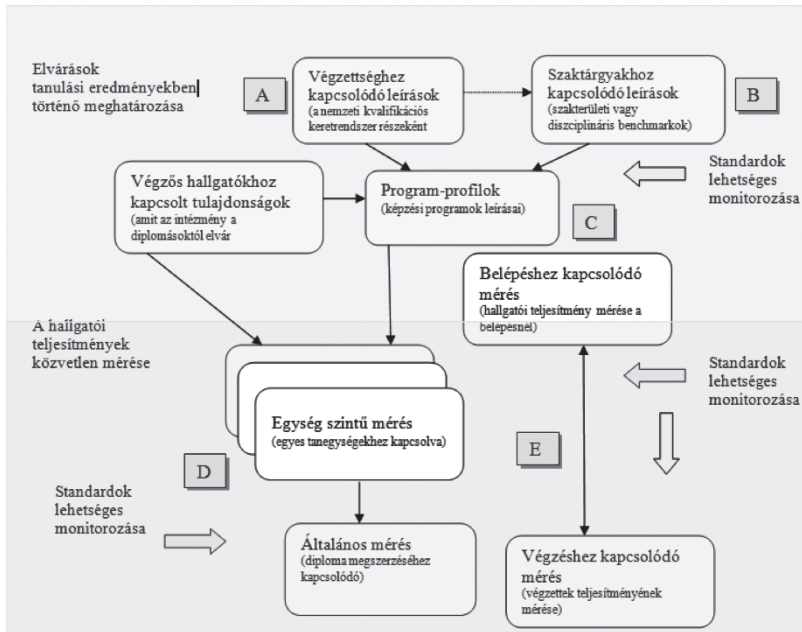 Elvárások
tanulási eredményekben
történő meghatározása
A
Végzettséghez
kapcsolódó leírások
(a nemzeti kvalifikációs
keretrendszer részeként
Szaktárgyakhoz
kapcsolódó leírások
(szakterületi vagy
diszciplináris benchmarkok)
B
Végzős hallgatókhoz
kapcsolt tulajdonságok
(amit az intézmény a
diplomásoktól elvár
Program-profilok
(képzési programok leírásai)
Standardok
lehetséges
monitorozása
C
Belépéshez kapcsolódó
mérés
(hallgatói teljesítmény mérése a
belépésnél)
A hallgatói
teljesítmények
közvetlen mérése
Standardok
lehetséges
monitorozása
Egység szintű mérés
(egyes tanegységekhez kapcsolva)
D
E
Standardok
lehetséges
monitorozása
Általános mérés
(diploma megszerzéséhez
kapcsolódó)
Végzéshez kapcsolódó
mérés
(végzettek teljesítményének
mérése)